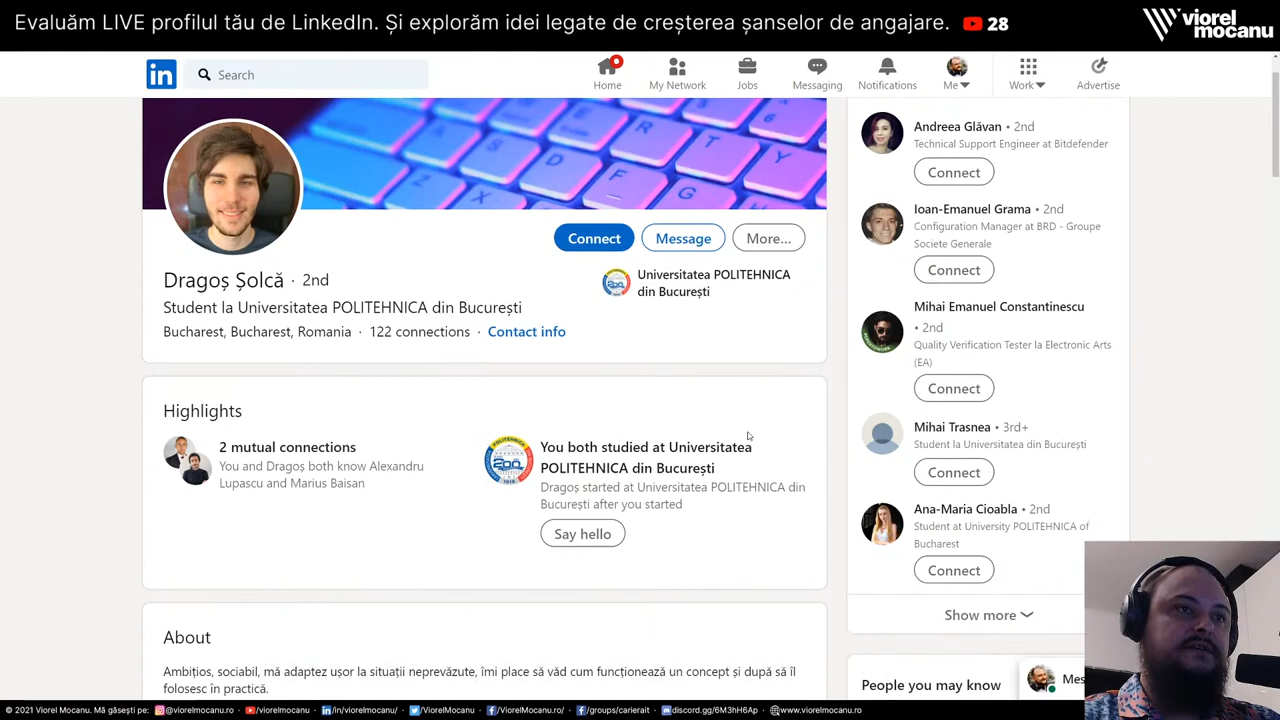 Evaluăm LIVE profilul tău de LinkedIn. Și explorăm idei legate de creșterea șanselor de angajare.
28
viorel
mocanu
in
Search
Home
My Network
Jobs
Messaging
Notifications
Me
Work
Advertise
Dragoș Șolcă · 2nd
Student la Universitatea POLITEHNICA din București
Bucharest, Bucharest, Romania · 122 connections · Contact info
Connect
Message
More...
Universitatea POLITEHNICA
din București
Highlights
2 mutual connections
You and Dragoș both know Alexandru
Lupascu and Marius Baisan
You both studied at Universitatea
POLITEHNICA din București
Dragoș started at Universitatea POLITEHNICA din
București after you started
Say hello
About
Ambițios, sociabil, mă adaptez ușor la situații neprevăzute, îmi place să văd cum funcționează un concept și după să îl
folosesc în practică.
Andreea Glăvan • 2nd
Technical Support Engineer at Bitdefender
Connect
Ioan-Emanuel Grama • 2nd
Configuration Manager at BRD - Groupe
Societe Generale
Connect
Mihai Emanuel Constantinescu
• 2nd
Quality Verification Tester la Electronic Arts
(EA)
Connect
Mihai Trasnea • 3rd+
Student la Universitatea din București
Connect
Ana-Maria Cioabla • 2nd
Student at University POLITEHNICA of
Bucharest
Connect
Show more
People you may know
Mes
© 2021 Viorel Mocanu. Mă găsești pe: @viorelmocanu.ro /viorelmocanu /in/viorelmocanu/ /ViorelMocanu /ViorelMocanu.ro/ /groups/carierait discord.gg/6M3hH6Ap www.viorelmocanu.ro